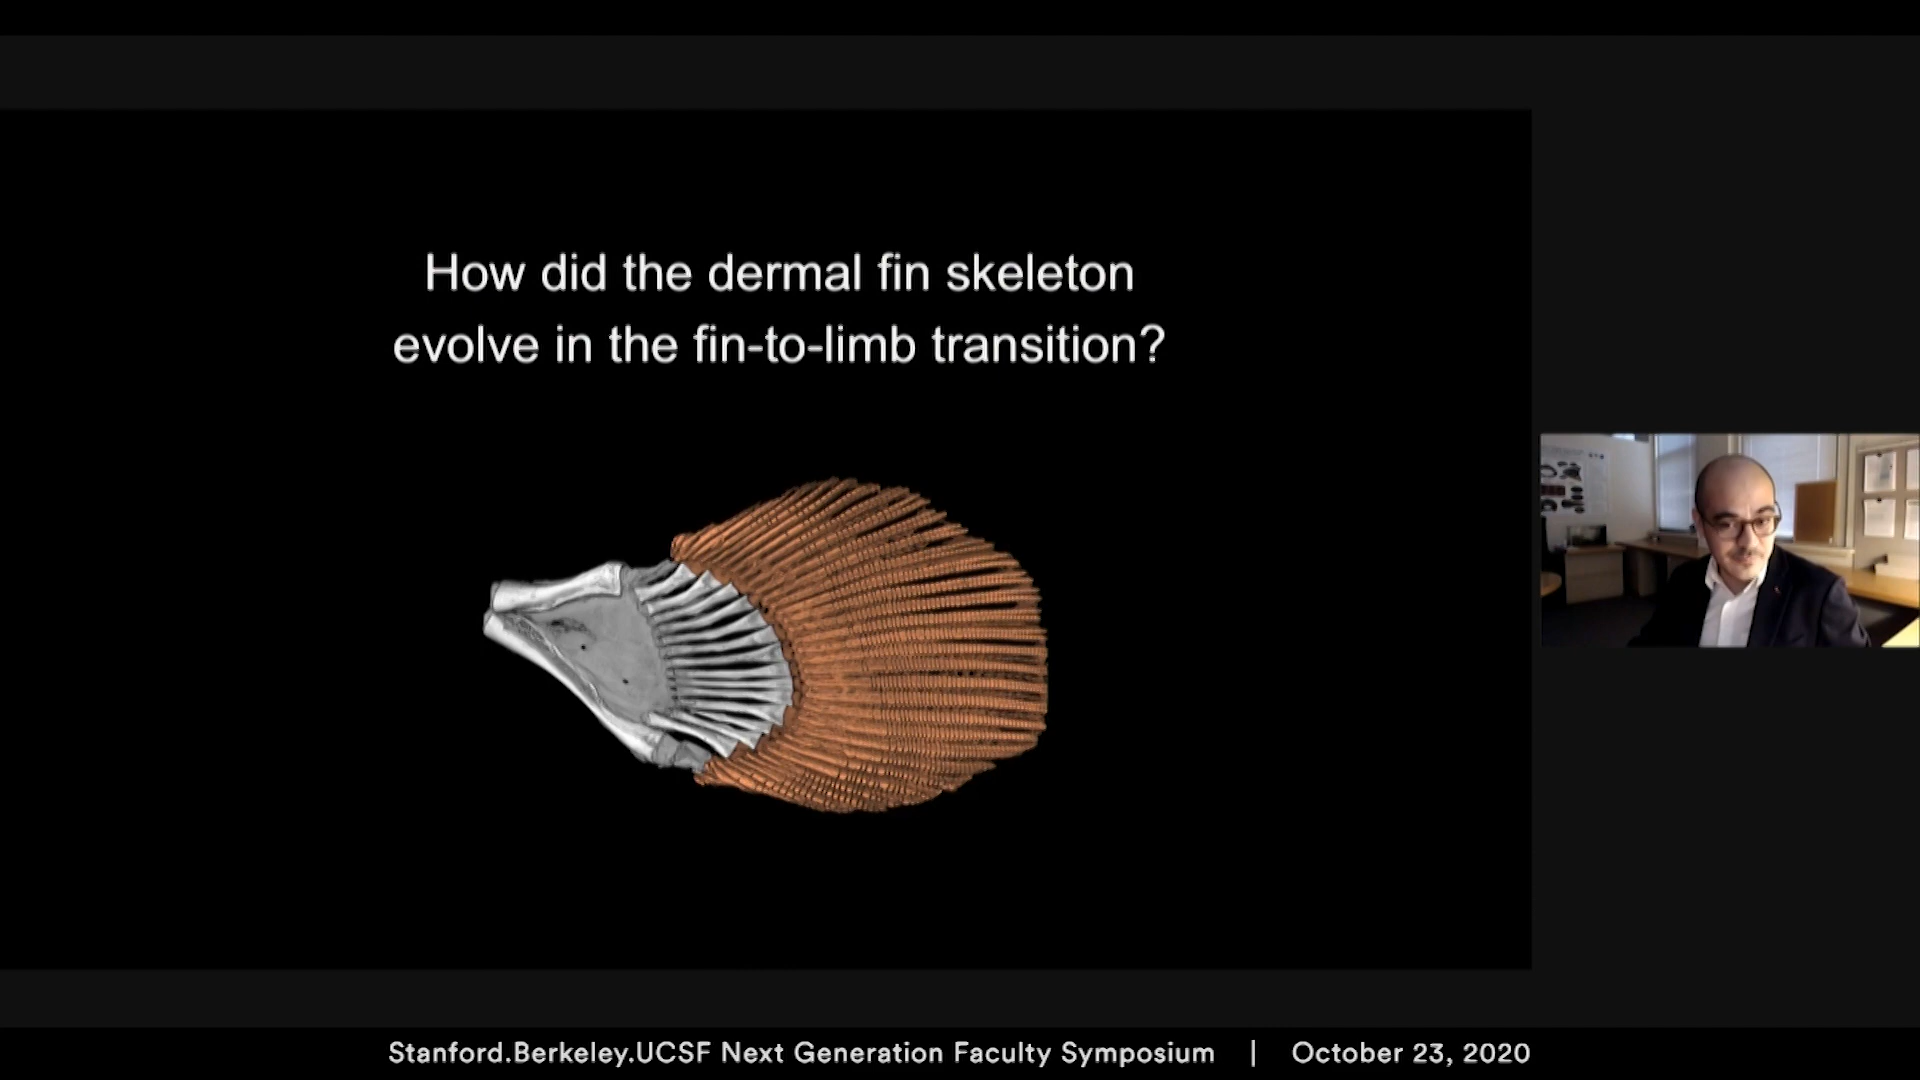 How did the dermal fin skeleton
evolve in the fin-to-limb transition?
Stanford.Berkeley.UCSF Next Generation Faculty Symposium | October 23, 2020